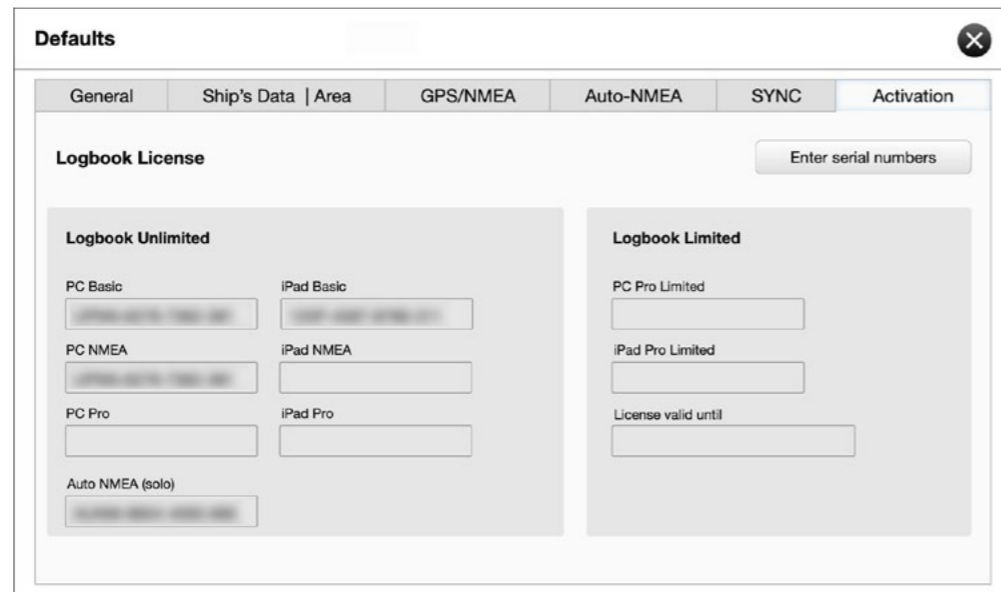 Defaults
General
Ship's Data | Area
GPS/NMEA
Auto-NMEA
SYNC
Activation
Logbook License
Enter serial numbers
Logbook Unlimited
PC Basic
iPad Basic
PC NMEA
iPad NMEA
PC Pro
iPad Pro
Auto NMEA (solo)
Logbook Limited
PC Pro Limited
iPad Pro Limited
License valid until